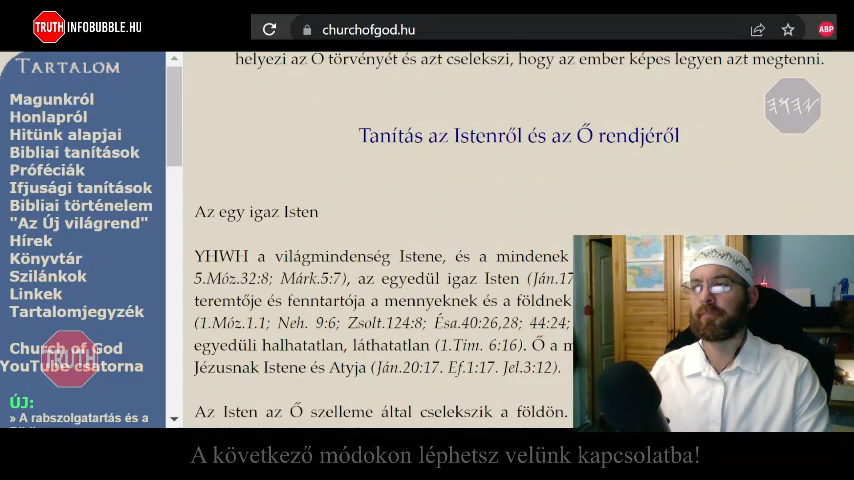 TRUTHINFOBUBBLE.HU
churchofgod.hu
ABP
TARTALOM
Magunkról
Honlapról
Hitünk alapjai
Bibliai tanítások
Próféciák
Ifjusági tanítások
Bibliai történelem
"Az Új világrend"
Hírek
Könyvtár
Szilánkok
Linkek
Tartalomjegyzék
Church of God
YouTube csatorna
TRUTH
ÚJ:
» A rabszolgatartás és a
helyezi az Ő törvényét és azt cselekszi, hogy az ember képes legyen azt megtenni.
Tanítás az Istenről és az Ő rendjéről
Az egy igaz Isten
YHWH a világmindenség Istene, és a mindenek
5.Móz.32:8; Márk.5:7), az egyedül igaz Isten (Ján.17
teremtője és fenntartója a mennyeknek és a földnek
(1.Móz.1.1; Neh. 9:6; Zsolt.124:8; Ésa.40:26,28; 44:24;
egyedüli halhatatlan, láthatatlan (1.Tim. 6:16). Ő a m
Jézusnak Istene és Atyja (Ján.20:17. Ef.1:17. Jel.3:12).
Az Isten az Ő szelleme által cselekszik a földön.
A következő módokon léphetsz velünk kapcsolatba!